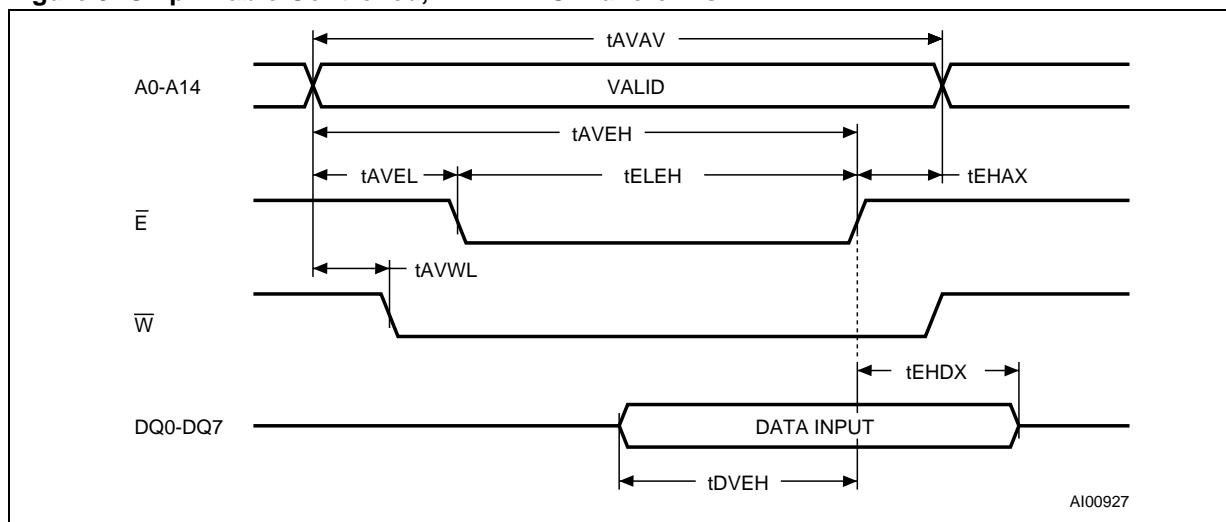 tAVAV
A0-A14
VALID
tAVEH
tAVEL
tELEH
tEHAX
E
tAVWL
W
tEHDX
DQ0-DQ7
DATA INPUT
tDVEH
AI00927